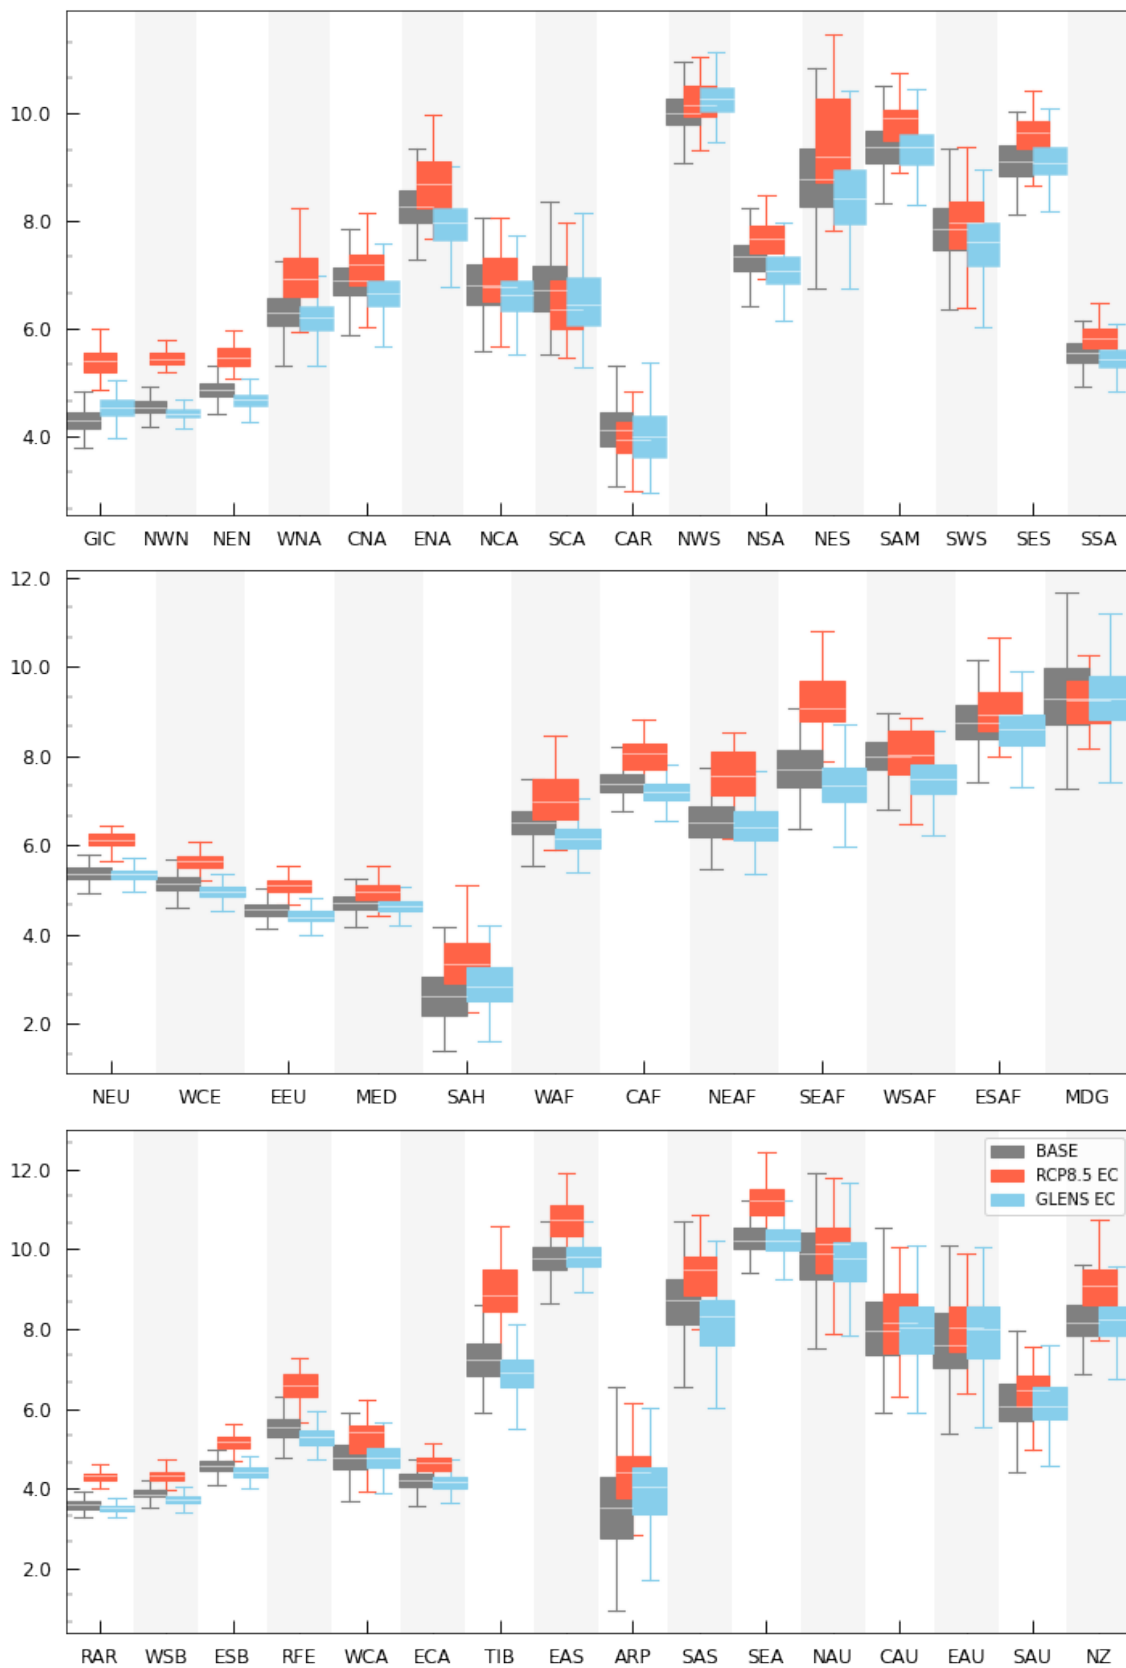 10.0
8.0
6.0
4.0
GIC NWN NEN WNA CNA ENA NCA SCA CAR NWS NSA NES SAM SWS SES SSA
12.0
10.0
8.0
6.0
4.0
2.0
NEU WCE EEU MED SAH WAF CAF NEAF SEAF WSAF ESAF MDG
BASE
RCP8.5 EC
GLENS EC
12.0
10.0
8.0
6.0
4.0
2.0
RAR WSB ESB RFE WCA ECA TIB EAS ARP SAS SEA NAU CAU EAU SAU NZ